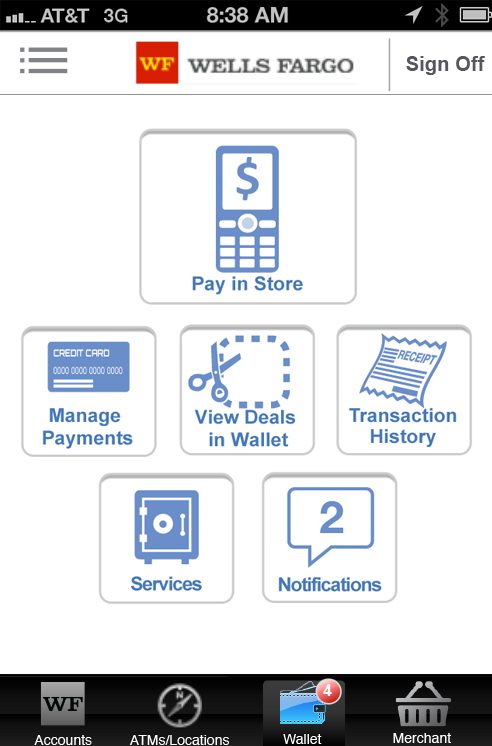 AT&T 3G 8:38 AM
WF WELLS FARGO Sign Off
$
Pay in Store
CREDIT CARD
0000 0000 0000 0000
Manage
Payments
View Deals
in Wallet
RECEIPT
Transaction
History
Services
2
Notifications
WF
Accounts
N
ATMs/Locations
4
Wallet
Merchant